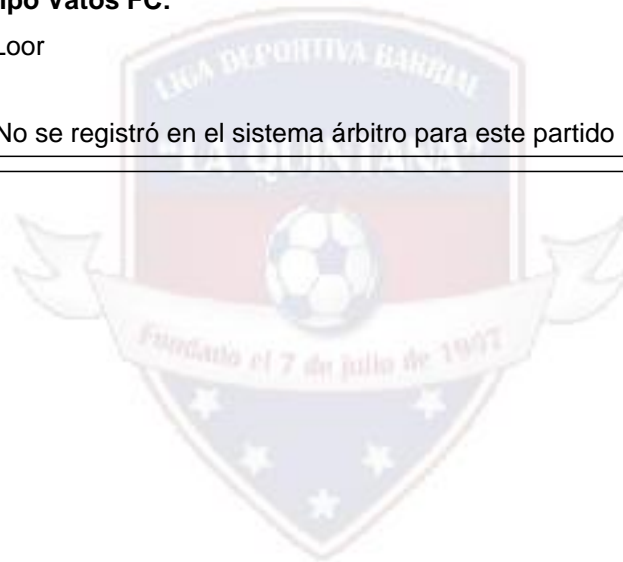 ipo Vatos FC:
Loor
LIGA DEPORTIVA BARRIAL
No se registró en el sistema árbitro para este partido
"LA QUINTANA"
Fundado el 7 de julio de